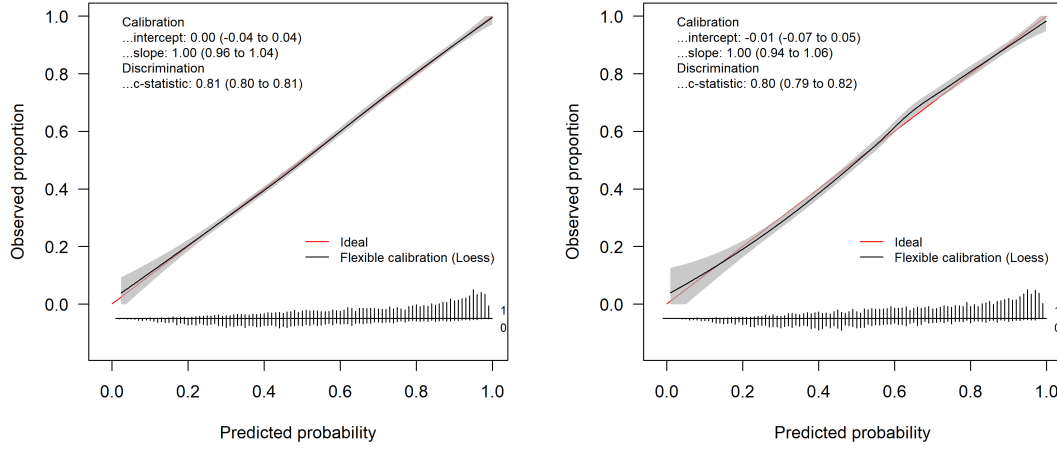 Calibration
...intercept: 0.00 (-0.04 to 0.04)
...slope: 1.00 (0.96 to 1.04)
Discrimination
...c-statistic: 0.81 (0.80 to 0.81)
Observed proportion
1.0
0.8
0.6
0.4
0.2
0.0
Ideal
Flexible calibration (Loess)
1
0
0.0 0.2 0.4 0.6 0.8 1.0
Predicted probability
Calibration
...intercept: -0.01 (-0.07 to 0.05)
...slope: 1.00 (0.94 to 1.06)
Discrimination
...c-statistic: 0.80 (0.79 to 0.82)
Observed proportion
1.0
0.8
0.6
0.4
0.2
0.0
Ideal
Flexible calibration (Loess)
1
0
0.0 0.2 0.4 0.6 0.8 1.0
Predicted probability